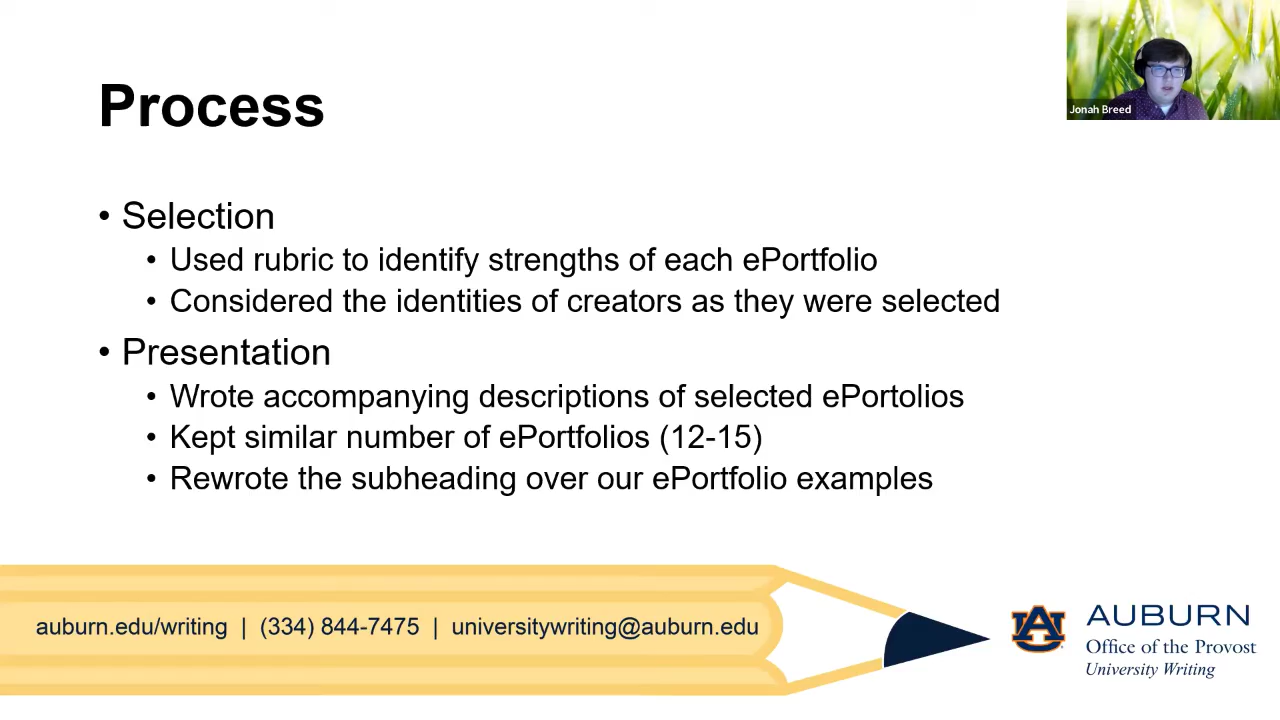 Jonah Breed
Process
• Selection
• Used rubric to identify strengths of each ePortfolio
• Considered the identities of creators as they were selected
• Presentation
• Wrote accompanying descriptions of selected ePortolios
• Kept similar number of ePortfolios (12-15)
• Rewrote the subheading over our ePortfolio examples
auburn.edu/writing | (334) 844-7475 | universitywriting@auburn.edu
AU
AUBURN
Office of the Provost
University Writing